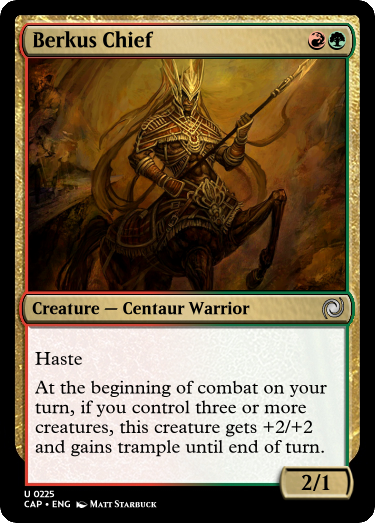 Berkus Chief
Creature — Centaur Warrior
Haste
At the beginning of combat on your
turn, if you control three or more
creatures, this creature gets +2/+2
and gains trample until end of turn.
2/1
U 0225
CAP • ENG Matt Starbuck